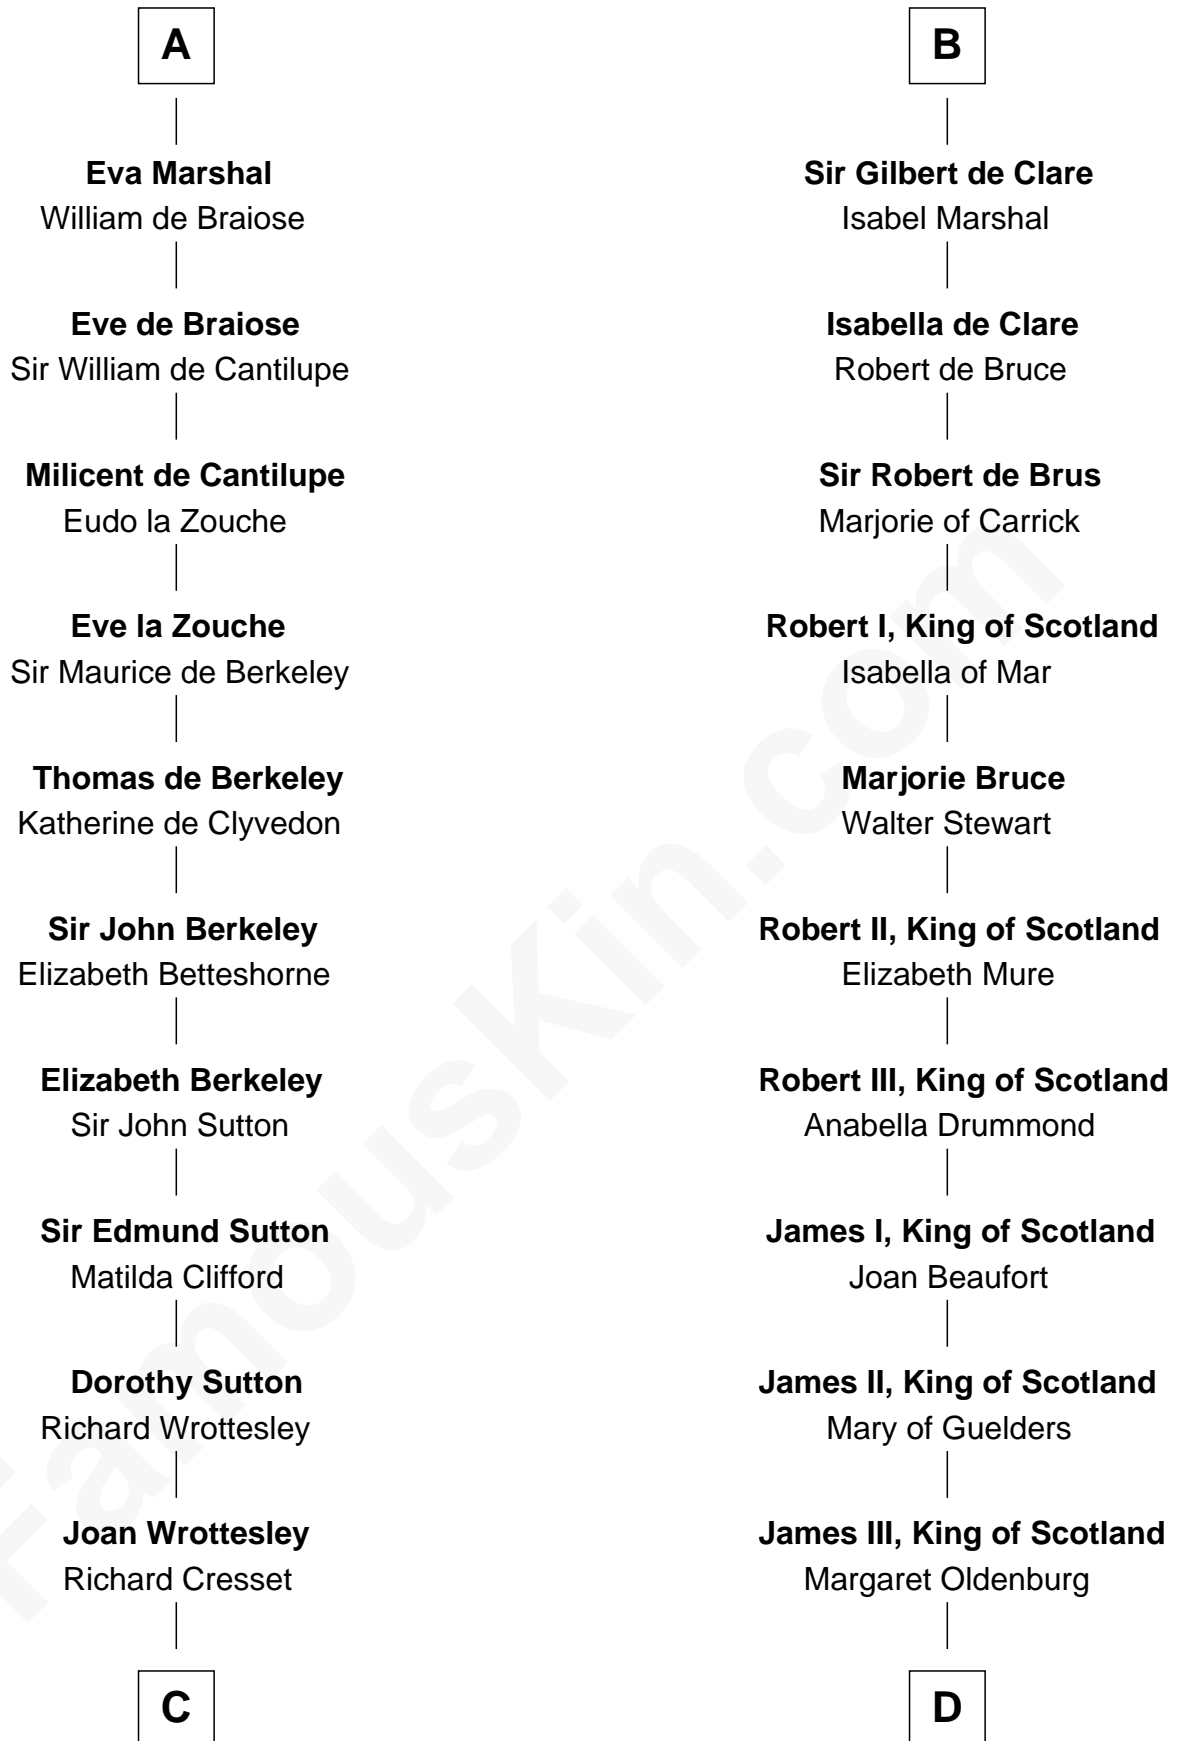 A
Eva Marshal
William de Braiose
Eve de Braiose
Sir William de Cantilupe
Milicent de Cantilupe
Eudo la Zouche
Eve la Zouche
Sir Maurice de Berkeley
Thomas de Berkeley
Katherine de Clyvedon
Sir John Berkeley
Elizabeth Betteshorne
Elizabeth Berkeley
Sir John Sutton
Sir Edmund Sutton
Matilda Clifford
Dorothy Sutton
Richard Wrottesley
Joan Wrottesley
Richard Cresset
C
B
Sir Gilbert de Clare
Isabel Marshal
Isabella de Clare
Robert de Bruce
Sir Robert de Brus
Marjorie of Carrick
Robert I, King of Scotland
Isabella of Mar
Marjorie Bruce
Walter Stewart
Robert II, King of Scotland
Elizabeth Mure
Robert III, King of Scotland
Anabella Drummond
James I, King of Scotland
Joan Beaufort
James II, King of Scotland
Mary of Guelders
James III, King of Scotland
Margaret Oldenburg
D
FamousKin.com